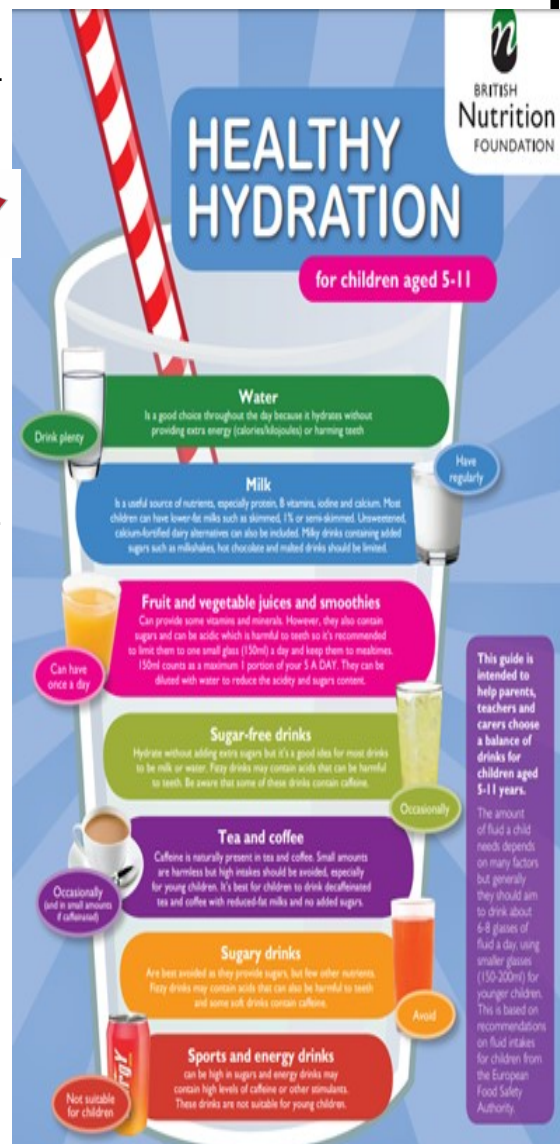 BRITISH
Nutrition
FOUNDATION
HEALTHY
HYDRATION
for children aged 5-11
Water
Is a good choice throughout the day because it hydrates without
providing extra energy (calories/kilojoules) or harming teeth
Drink plenty
Milk
Is a useful source of nutrients, especially protein, B vitamins, iodine and calcium. Most
children can have lower-fat milks such as skimmed, 1% or semi-skimmed. Unsweetened,
calcium-fortified dairy alternatives can also be included. Milky drinks containing added
sugars such as milkshakes, hot chocolate and malted drinks should be limited.
Have
regularly
Fruit and vegetable juices and smoothies
Can provide some vitamins and minerals. However, they also contain
sugars and can be acidic which is harmful to teeth so it's recommended
to limit them to one small glass (150ml) a day and keep them to mealtimes.
150ml counts as a maximum 1 portion of your 5 A DAY. They can be
diluted with water to reduce the acidity and sugars content.
Can have
once a day
Sugar-free drinks
Hydrate without adding extra sugars but it's a good idea for most drinks
to be milk or water. Fizzy drinks may contain acids that can be harmful
to teeth. Be aware that some of these drinks contain caffeine.
Occasionally
Tea and coffee
Caffeine is naturally present in tea and coffee. Small amounts
are harmless but high intakes should be avoided, especially
for young children. It's best for children to drink decaffeinated
tea and coffee with reduced-fat milks and no added sugars.
Occasionally
(and in small amounts
if caffeinated)
Sugary drinks
Are best avoided as they provide sugars, but few other nutrients.
Fizzy drinks may contain acids that can also be harmful to teeth
and some soft drinks contain caffeine.
Avoid
Sports and energy drinks
can be high in sugars and energy drinks may
contain high levels of caffeine or other stimulants.
These drinks are not suitable for young children.
Not suitable
for children
This guide is
intended to
help parents,
teachers and
carers choose
a balance of
drinks for
children aged
5-11 years.
The amount
of fluid a child
needs depends
on many factors
but generally
they should aim
to drink about
6-8 glasses of
fluid a day, using
smaller glasses
(150-200ml) for
younger children.
This is based on
recommendations
on fluid intakes
for children from
the European
Food Safety
Authority.